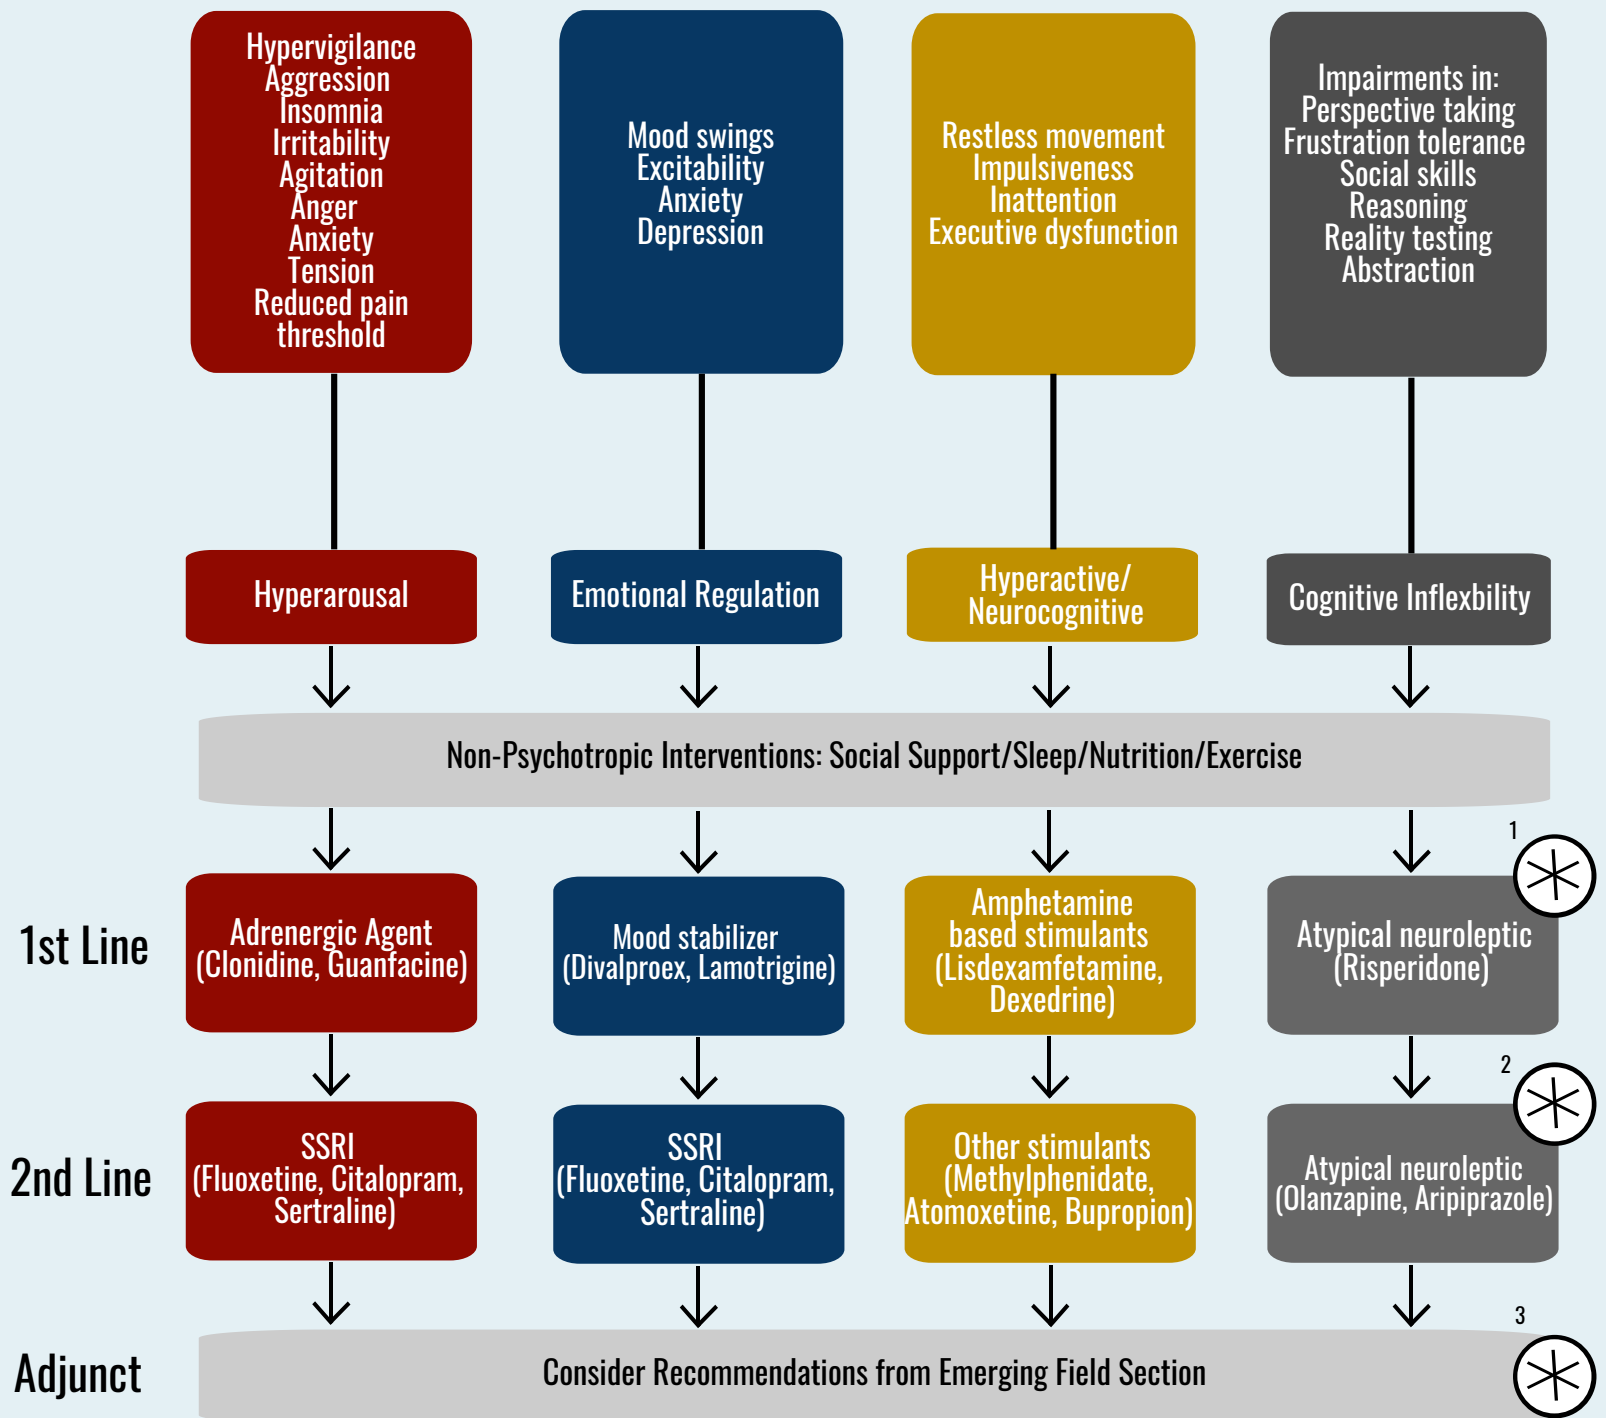 Hypervigilance
Aggression
Insomnia
Irritability
Agitation
Anger
Anxiety
Tension
Reduced pain
threshold
Mood swings
Excitability
Anxiety
Depression
Restless movement
Impulsiveness
Inattention
Executive dysfunction
Impairments in:
Perspective taking
Frustration tolerance
Social skills
Reasoning
Reality testing
Abstraction
Hyperarousal
Emotional Regulation
Hyperactive/
Neurocognitive
Cognitive Inflexbility
Non-Psychotropic Interventions: Social Support/Sleep/Nutrition/Exercise
1st Line
Adrenergic Agent
(Clonidine, Guanfacine)
Mood stabilizer
(Divalproex, Lamotrigine)
Amphetamine
based stimulants
(Lisdexamfetamine,
Dexedrine)
1
Atypical neuroleptic
(Risperidone)
2nd Line
SSRI
(Fluoxetine, Citalopram,
Sertraline)
SSRI
(Fluoxetine, Citalopram,
Sertraline)
Other stimulants
(Methylphenidate,
Atomoxetine, Bupropion)
2
Atypical neuroleptic
(Olanzapine, Aripiprazole)
Adjunct
Consider Recommendations from Emerging Field Section
3